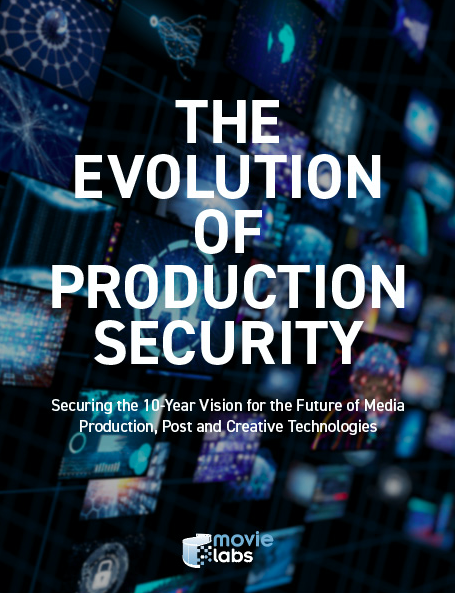 THE
EVOLUTION
OF
PRODUCTION
SECURITY
Securing the 10-Year Vision for the Future of Media
Production, Post and Creative Technologies
movie
labs